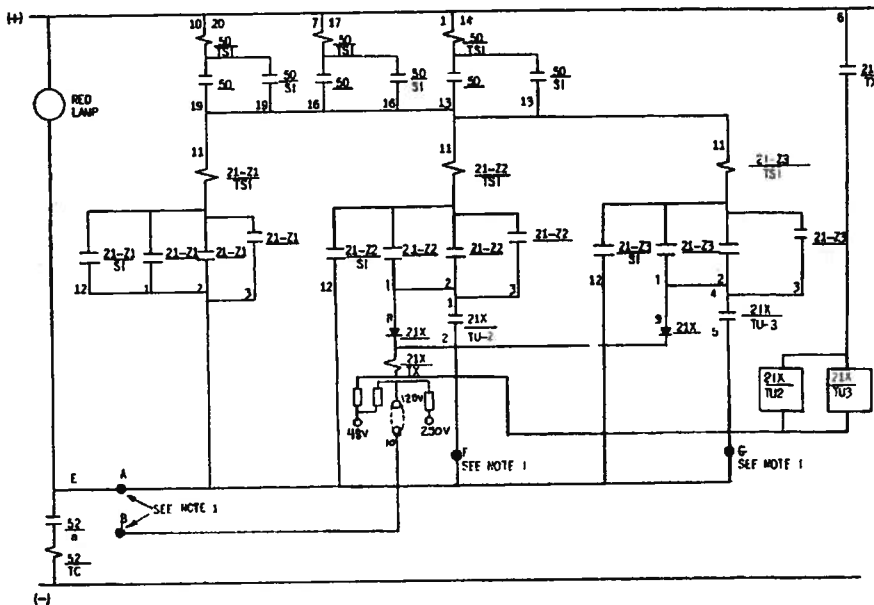 (+)
10 20
7 17
1 14
6
50
TS1
50
TS1
50
TS1
21
TX
50
50
S1
50
50
S1
50
50
S1
RED
LAMP
19 19 16 16 13 13
11 11 11
21-Z1
TS1
21-Z2
TS1
21-Z3
TS1
21-Z1
S1
21-Z1
21-Z1
21-Z1
21-Z2
S1
21-Z2
21-Z2
21-Z2
21-Z3
S1
21-Z3
21-Z3
12 1 2 3
12 1 2 3
12 1 2 3
1
4
8
21X
21X
TU-2
2
9
21X
5
21X
TU-3
21X
TX
120V
48V
10
250V
21X
TU2
21X
TU3
F
SEE NOTE 1
G
SEE NOTE 1
E
A
SEE NOTE 1
B
52
a
52
TC
(-)